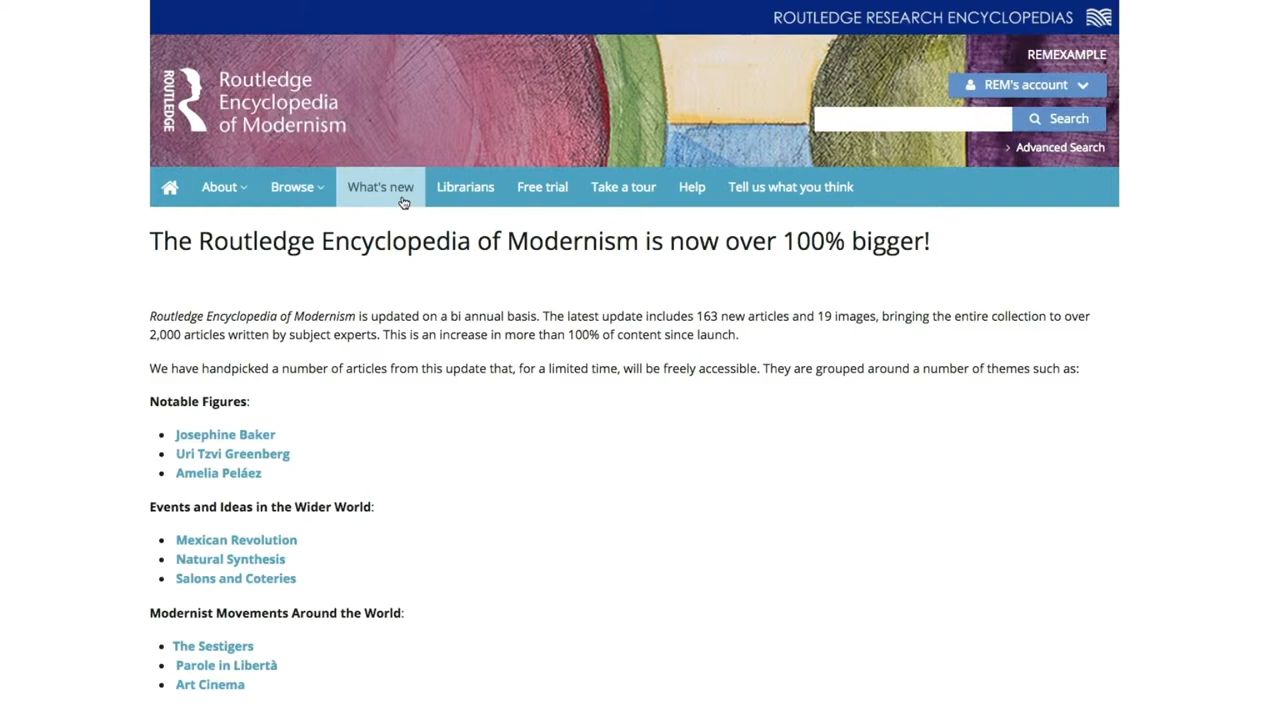 ROUTLEDGE RESEARCH ENCYCLOPEDIAS
REMEXAMPLE
ROUTLEDGE
Routledge
Encyclopedia
of Modernism
REM's account
Search
Advanced Search
About
Browse
What's new
Librarians
Free trial
Take a tour
Help
Tell us what you think
The Routledge Encyclopedia of Modernism is now over 100% bigger!
Routledge Encyclopedia of Modernism is updated on a bi annual basis. The latest update includes 163 new articles and 19 images, bringing the entire collection to over
2,000 articles written by subject experts. This is an increase in more than 100% of content since launch.
We have handpicked a number of articles from this update that, for a limited time, will be freely accessible. They are grouped around a number of themes such as:
Notable Figures:
• Josephine Baker
• Uri Tzvi Greenberg
• Amelia Peláez
Events and Ideas in the Wider World:
• Mexican Revolution
• Natural Synthesis
• Salons and Coteries
Modernist Movements Around the World:
• The Sestigers
• Parole in Libertà
• Art Cinema